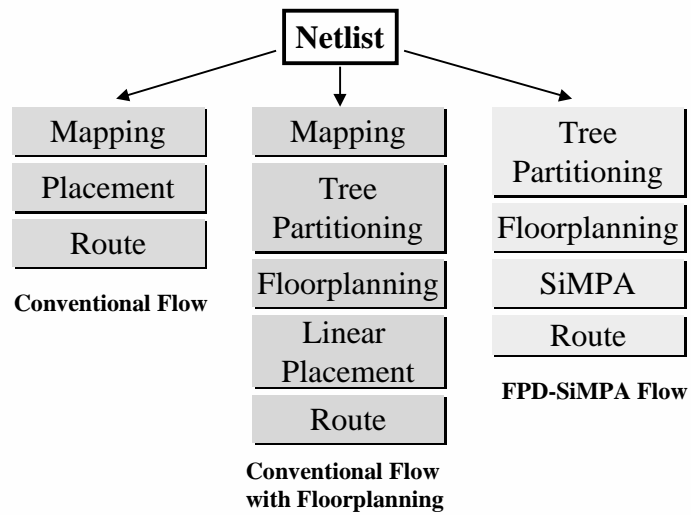 Netlist
Mapping
Placement
Route
Conventional Flow
Mapping
Tree
Partitioning
Floorplanning
Linear
Placement
Route
Conventional Flow
with Floorplanning
Tree
Partitioning
Floorplanning
SiMPA
Route
FPD-SiMPA Flow